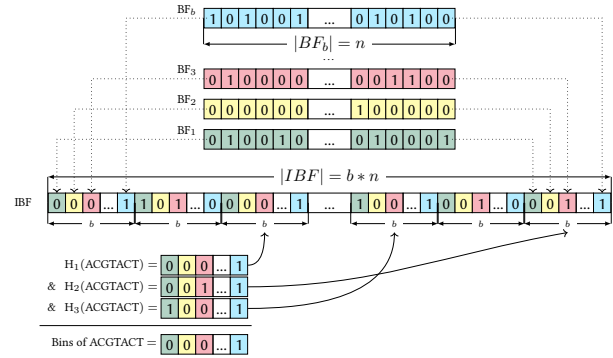 BF_b 1 0 1 0 0 1 ... 0 1 0 1 0 0
|BF_b| = n
...
BF_3 0 1 0 0 0 0 ... 0 0 1 1 0 0
BF_2 0 0 0 0 0 0 ... 1 0 0 0 0 0
BF_1 0 1 0 0 1 0 ... 0 1 0 0 0 1
|IBF| = b * n
IBF 0 0 0 ... 1 1 0 1 ... 0 0 0 0 ... 1 ... 1 0 0 ... 1 0 0 1 ... 0 0 0 1 ... 1
b b b b b b
H_1(ACGTACT) = 0 0 0 ... 1
& H_2(ACGTACT) = 0 0 1 ... 1
& H_3(ACGTACT) = 1 0 0 ... 1
Bins of ACGTACT = 0 0 0 ... 1